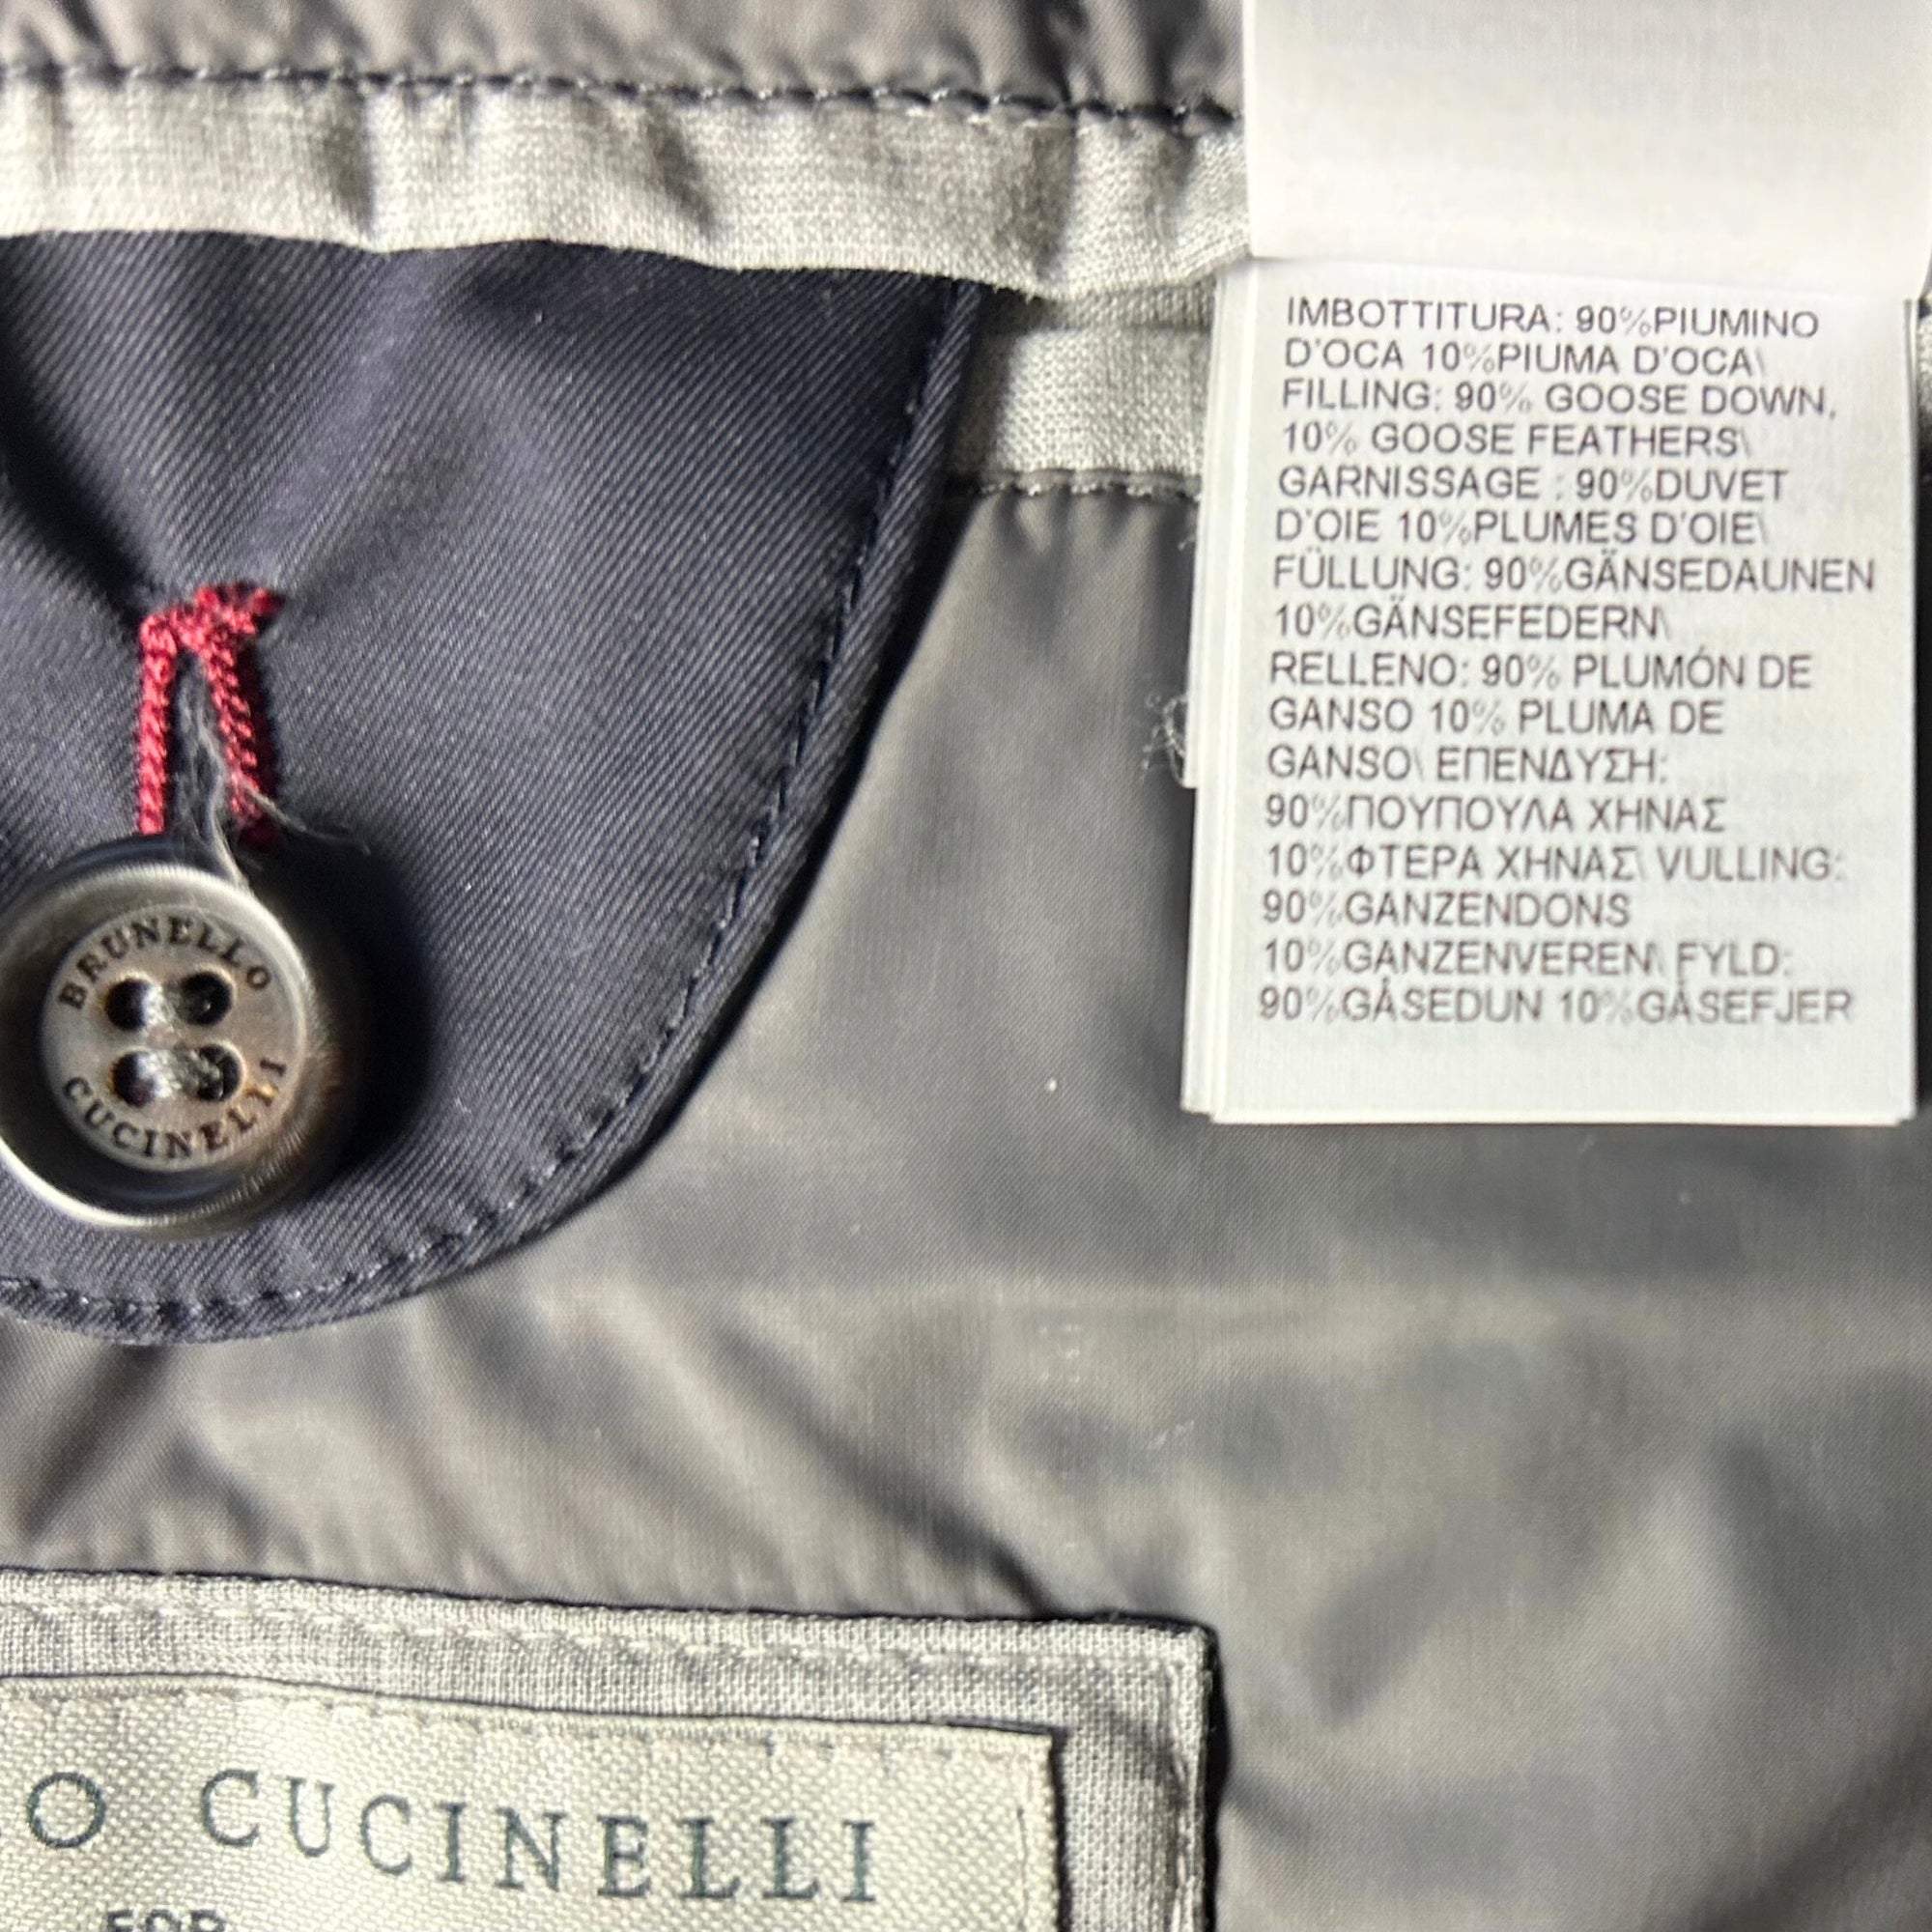 IMBOTTITURA: 90%PIUMINO
D'OCA 10%PIUMA D'OCA\
FILLING: 90% GOOSE DOWN,
10% GOOSE FEATHERS\
GARNISSAGE : 90%DUVET
D'OIE 10%PLUMES D'OIE\
FÜLLUNG: 90%GÄNSEDAUNEN
10%GÄNSEFEDERN\
RELLENO: 90% PLUMÓN DE
GANSO 10% PLUMA DE
GANSO\ ΕΠΕΝΔΥΣΗ:
90%ΠΟΥΠΟΥΛΑ ΧΗΝΑΣ
10%ΦΤΕΡΑ ΧΗΝΑΣ\ VULLING:
90%GANZENDONS
10%GANZENVEREN\ FYLD:
90%GÅSEDUN 10%GÅSEFJER
BRUNELLO
CUCINELLI
O CUCINELLI
FOR